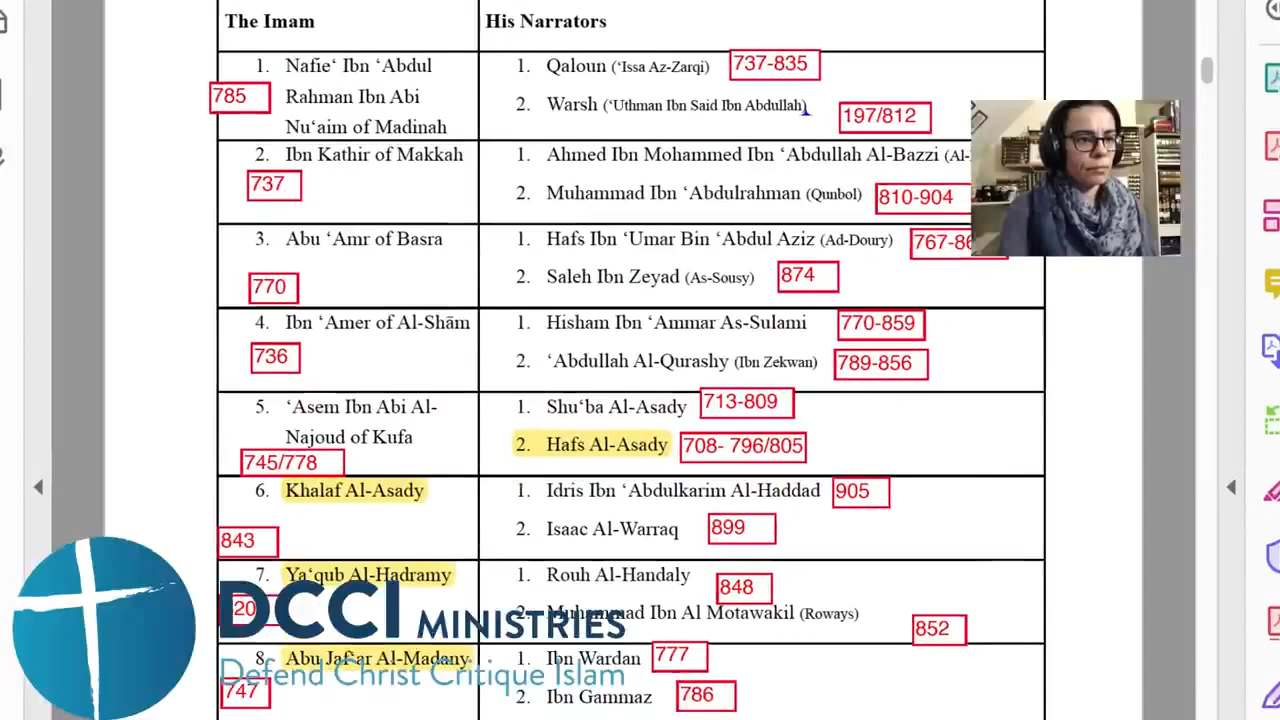 The Imam His Narrators
1. Nafie‘ Ibn ‘Abdul
Rahman Ibn Abi
Nu‘aim of Madinah
785
1. Qaloun (‘Issa Az-Zarqi) 737-835
2. Warsh (‘Uthman Ibn Said Ibn Abdullah) 197/812
2. Ibn Kathir of Makkah
737
1. Ahmed Ibn Mohammed Ibn ‘Abdullah Al-Bazzi
2. Muhammad Ibn ‘Abdulrahman (Qunbol) 810-904
3. Abu ‘Amr of Basra
770
1. Hafs Ibn ‘Umar Bin ‘Abdul Aziz (Ad-Doury)
2. Saleh Ibn Zeyad (As-Sousy) 874
4. Ibn ‘Amer of Al-Shām
736
1. Hisham Ibn ‘Ammar As-Sulami 770-859
2. ‘Abdullah Al-Qurashy (Ibn Zekwan) 789-856
5. ‘Asem Ibn Abi Al-
Najoud of Kufa
745/778
1. Shu‘ba Al-Asady 713-809
2. Hafs Al-Asady 708- 796/805
6. Khalaf Al-Asady
843
1. Idris Ibn ‘Abdulkarim Al-Haddad 905
2. Isaac Al-Warraq 899
7. Ya‘qub Al-Hadramy
1. Rouh Al-Handaly 848
2. Muhammad Ibn Al Motawakil (Roways) 852
8. Abu Jafar Al-Madany
747
1. Ibn Wardan 777
2. Ibn Gammaz 786
DCCI MINISTRIES
Defend Christ Critique Islam